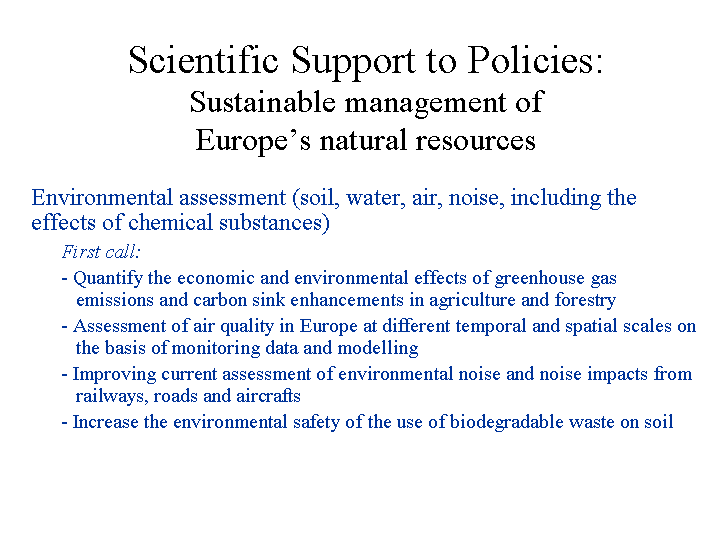 Scientific Support to Policies:
Sustainable management of
Europe’s natural resources
Environmental assessment (soil, water, air, noise, including the
effects of chemical substances)
First call:
- Quantify the economic and environmental effects of greenhouse gas
emissions and carbon sink enhancements in agriculture and forestry
- Assessment of air quality in Europe at different temporal and spatial scales on
the basis of monitoring data and modelling
- Improving current assessment of environmental noise and noise impacts from
railways, roads and aircrafts
- Increase the environmental safety of the use of biodegradable waste on soil